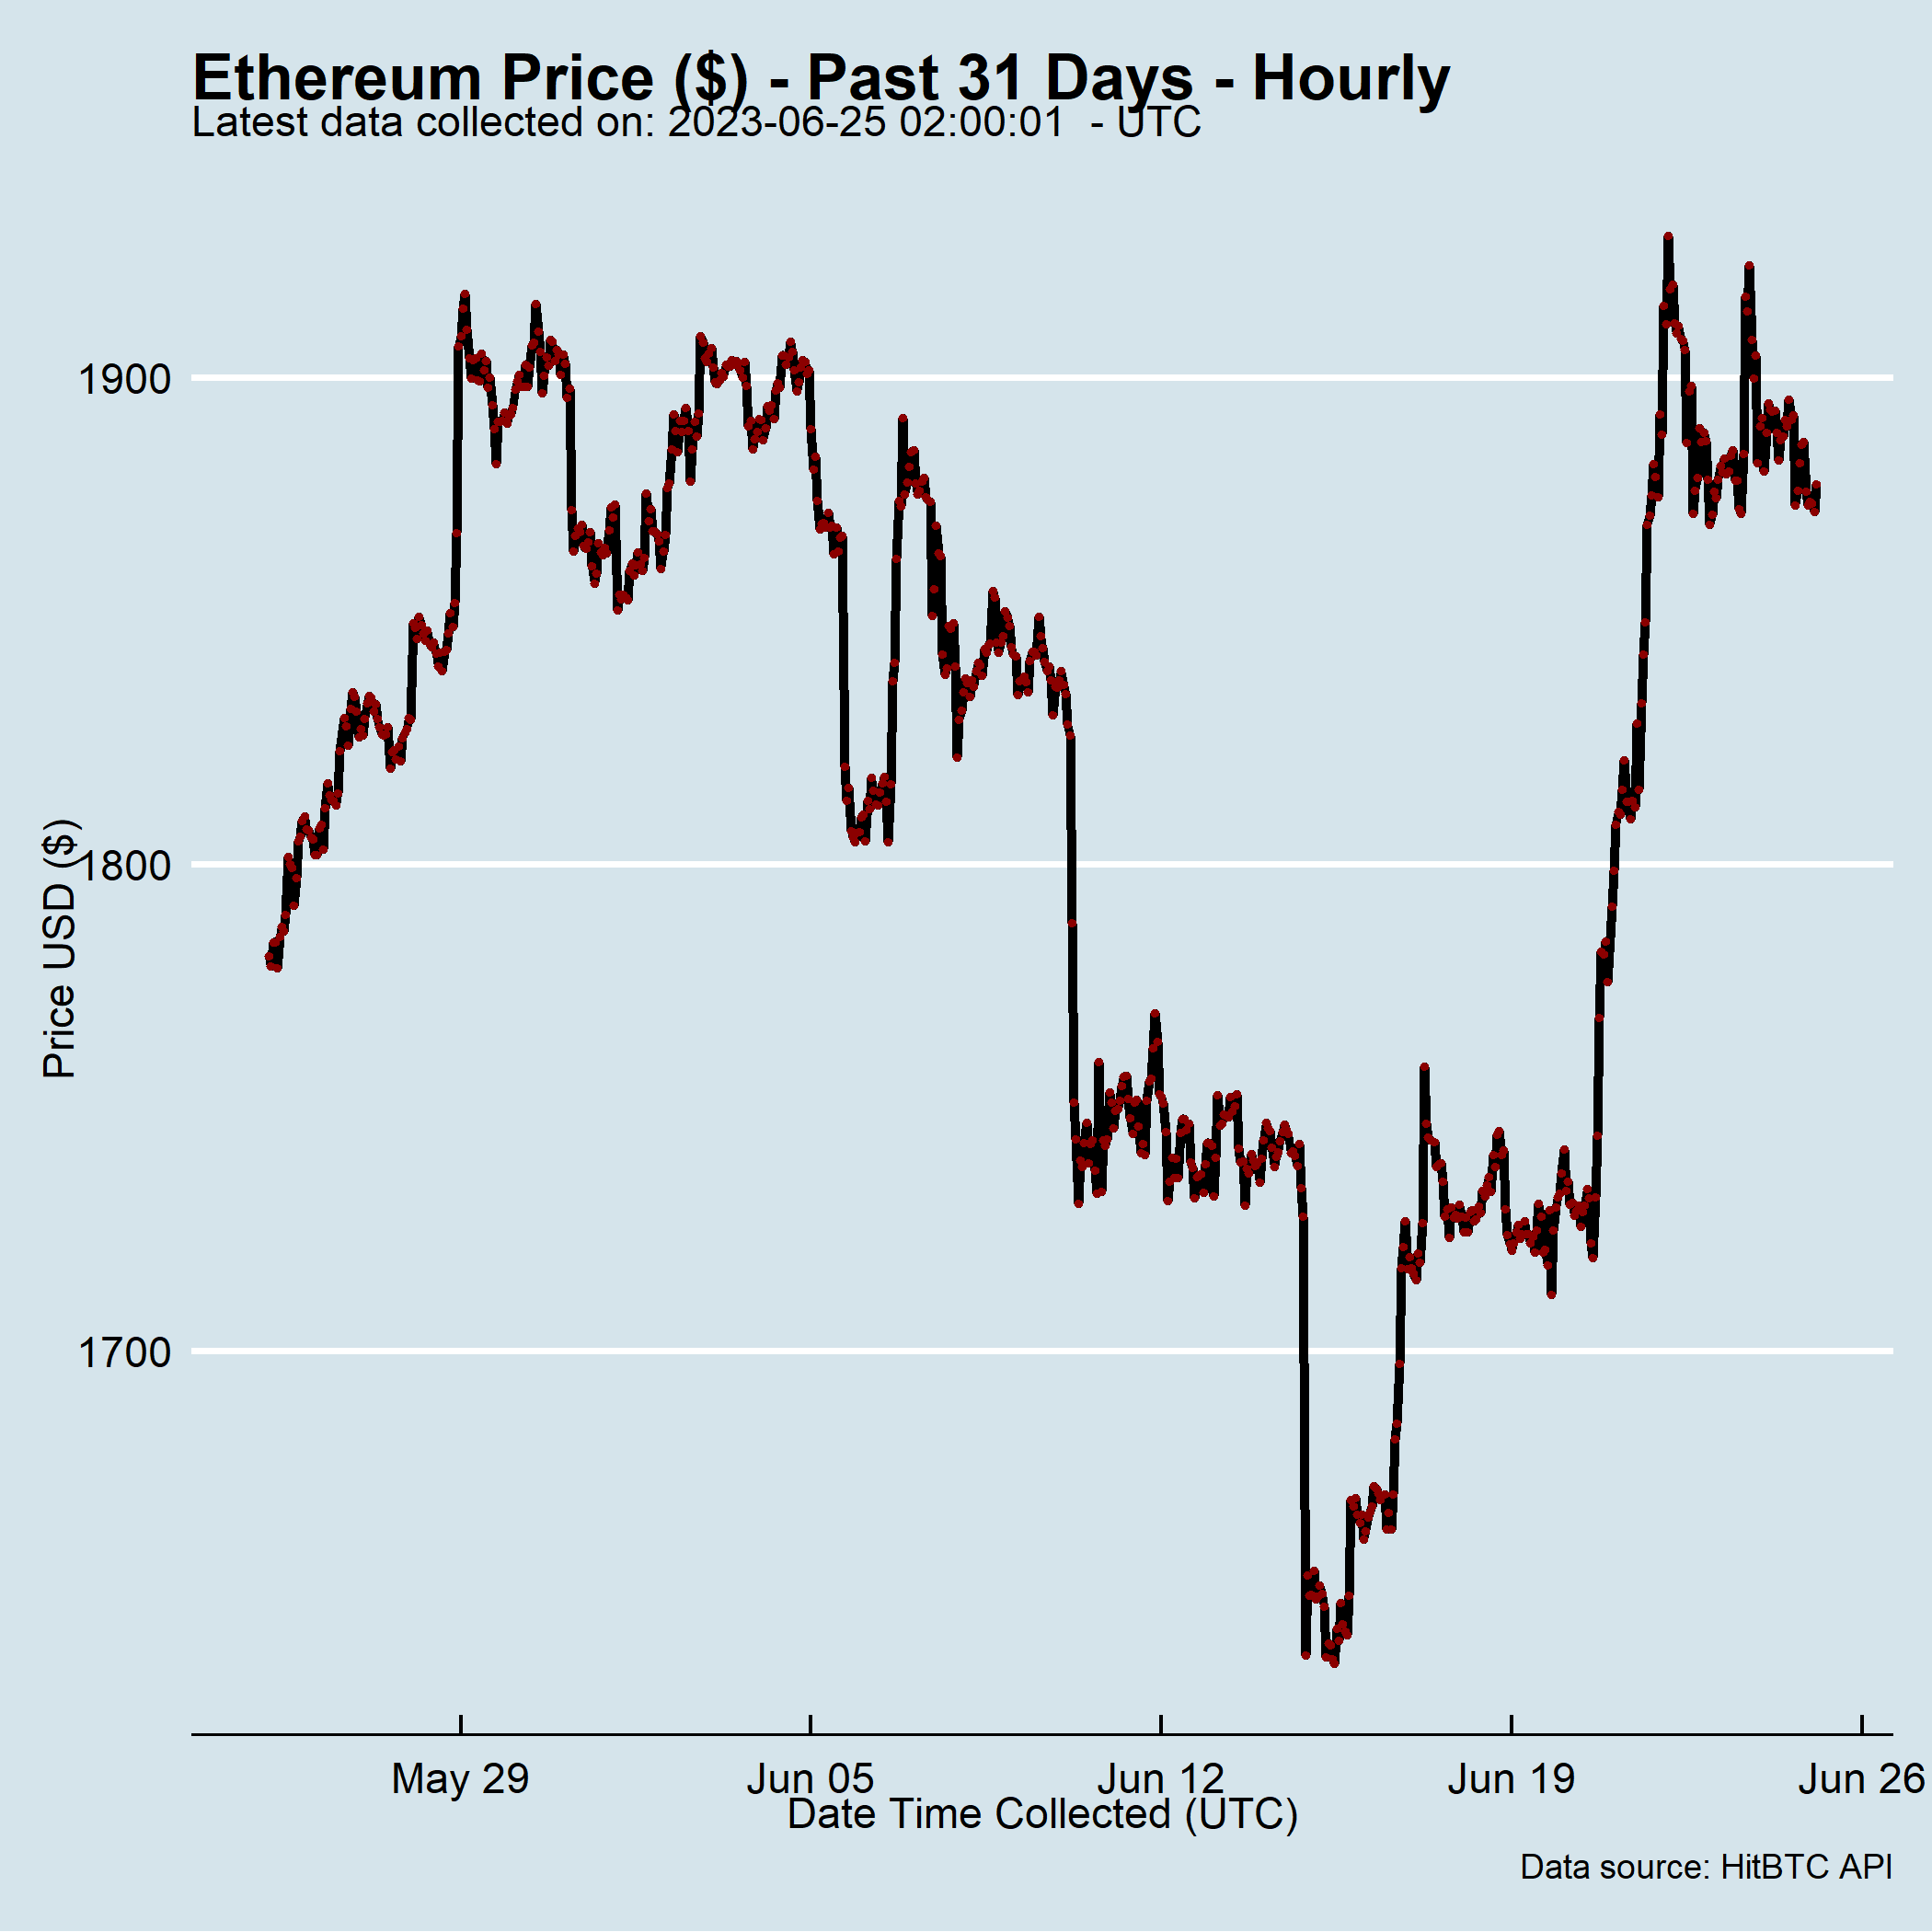 Ethereum Price ($) - Past 31 Days - Hourly
Latest data collected on: 2023-06-25 02:00:01  - UTC
1900
1800
1700
Price USD ($)
May 29
Jun 05
Jun 12
Jun 19
Jun 26
Date Time Collected (UTC)
Data source: HitBTC API